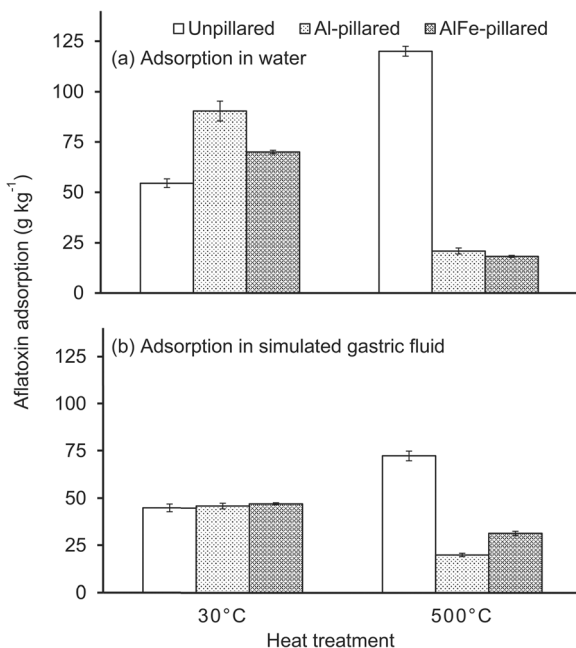 Unpillared Al-pillared AlFe-pillared
(a) Adsorption in water
125
100
75
50
25
0
Aflatoxin adsorption (g kg-1)
(b) Adsorption in simulated gastric fluid
125
100
75
50
25
0
30°C 500°C
Heat treatment